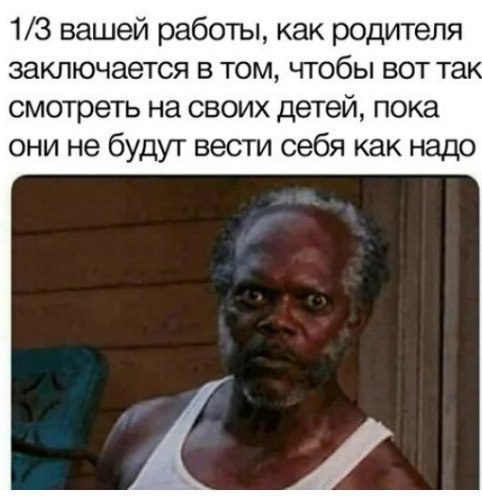 1/3 вашей работы, как родителя
заключается в том, чтобы вот так
смотреть на своих детей, пока
они не будут вести себя как надо